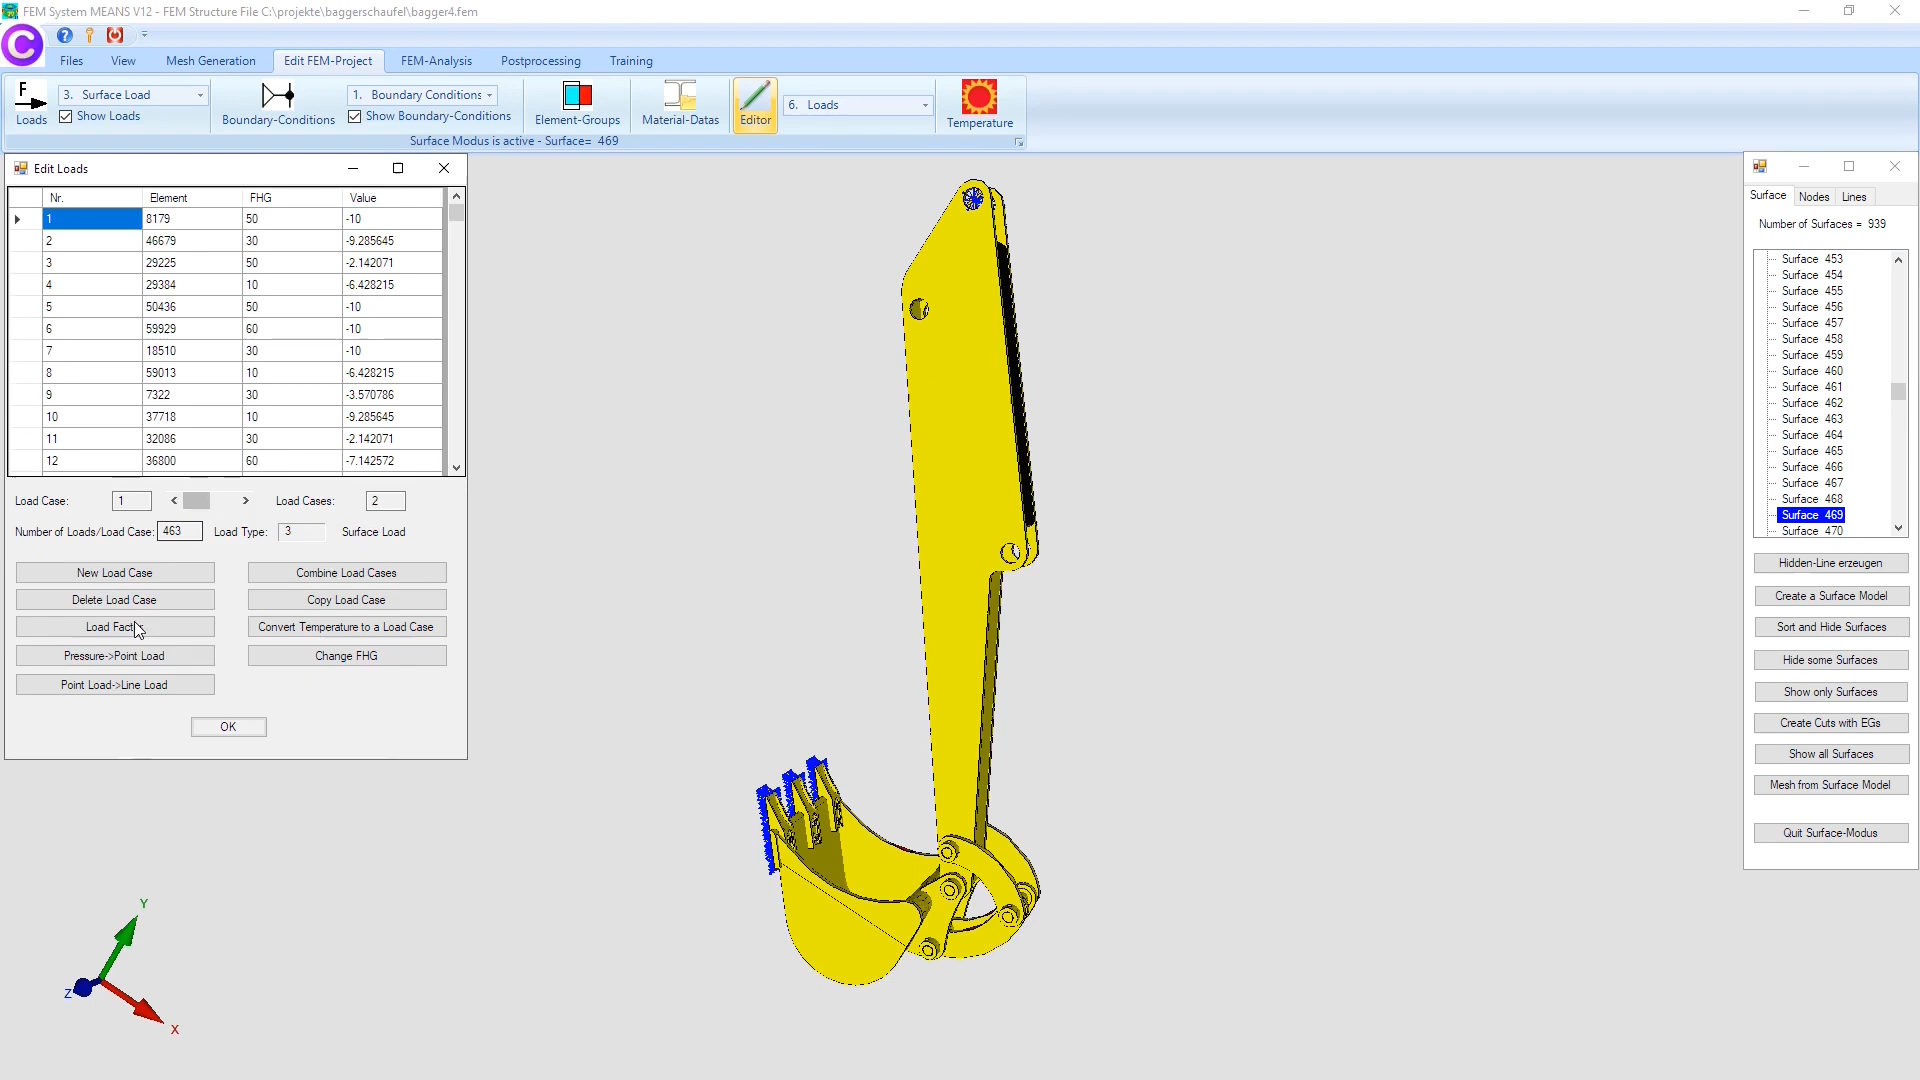 FEM System MEANS V12 - FEM Structure File C:\projekte\baggerschaufel\bagger4.fem
Files View Mesh Generation Edit FEM-Project FEM-Analysis Postprocessing Training
F
Loads
3. Surface Load
Show Loads
Boundary-Conditions
1. Boundary Conditions
Show Boundary-Conditions
Element-Groups
Material-Datas
Editor
6. Loads
Temperature
Surface Modus is active - Surface= 469
Edit Loads
Nr. Element FHG Value
1 8179 50 -10
2 46679 30 -9.285645
3 29225 50 -2.142071
4 29384 10 -6.428215
5 50436 50 -10
6 59929 60 -10
7 18510 30 -10
8 59013 10 -6.428215
9 7322 30 -3.570786
10 37718 10 -9.285645
11 32086 30 -2.142071
12 36800 60 -7.142572
Load Case: 1 < > Load Cases: 2
Number of Loads/Load Case: 463 Load Type: 3 Surface Load
New Load Case Combine Load Cases
Delete Load Case Copy Load Case
Load Convert Temperature to a Load Case
Pressure->Point Load Change FHG
Point Load->Line Load
OK
Surface Nodes Lines
Number of Surfaces = 939
Surface 453
Surface 454
Surface 455
Surface 456
Surface 457
Surface 458
Surface 459
Surface 460
Surface 461
Surface 462
Surface 463
Surface 464
Surface 465
Surface 466
Surface 467
Surface 468
Surface 469
Surface 470
Hidden-Line erzeugen
Create a Surface Model
Sort and Hide Surfaces
Hide some Surfaces
Show only Surfaces
Create Cuts with EGs
Show all Surfaces
Mesh from Surface Model
Quit Surface-Modus
Y
Z
X